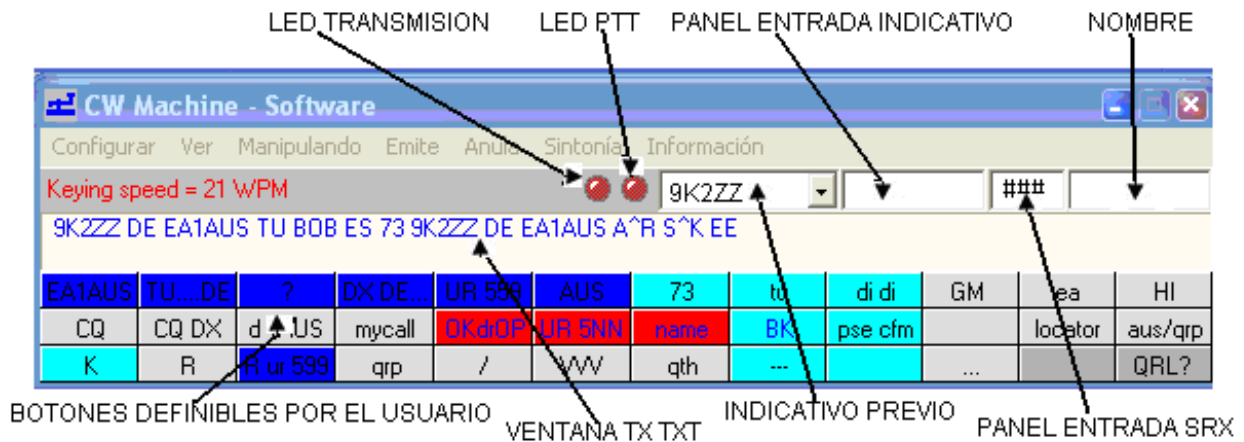 LED TRANSMISION LED PTT PANEL ENTRADA INDICATIVO NOMBRE
CW Machine - Software
Configurar Ver Manipulando Emite Anula Sintonía Información
Keying speed = 21 WPM 9K2ZZ ###
9K2ZZ DE EA1AUS TU BOB ES 73 9K2ZZ DE EA1AUS A^R S^K EE
EA1AUS TU....DE ? DX DE... UR 599 AUS 73 tu di di GM tea HI
CQ CQ DX mycall OKdrOP UR 5NN name BK pse cfm locator aus/qrp
K R R ur 599 qrp / VVV qth --- ... QRL?
BOTONES DEFINIBLES POR EL USUARIO VENTANA TX TXT INDICATIVO PREVIO PANEL ENTRADA SRX